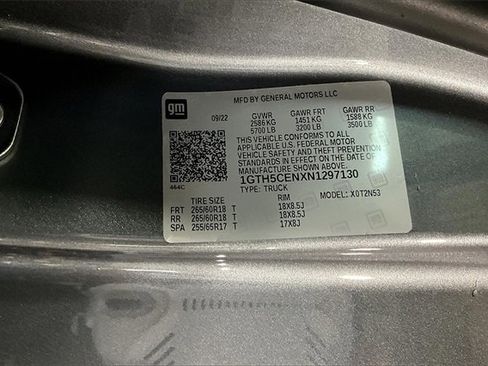 gm
MFD BY GENERAL MOTORS LLC
09/22 GVWR GAWR FRT GAWR RR
2586 KG 1451 KG 1588 KG
5700 LB 3200 LB 3500 LB
THIS VEHICLE CONFORMS TO ALL
APPLICABLE U.S. FEDERAL MOTOR
VEHICLE SAFETY AND THEFT PREVENTION
STANDARDS IN EFFECT ON THE DATE OF
MANUFACTURE SHOWN ABOVE.
1GTH5CENXN1297130
464C TYPE: TRUCK MODEL: X0T2N53
TIRE SIZE RIM
FRT 265/60R18 T 18X8.5J
RR 265/60R18 T 18X8.5J
SPA 255/65R17 T 17X8J